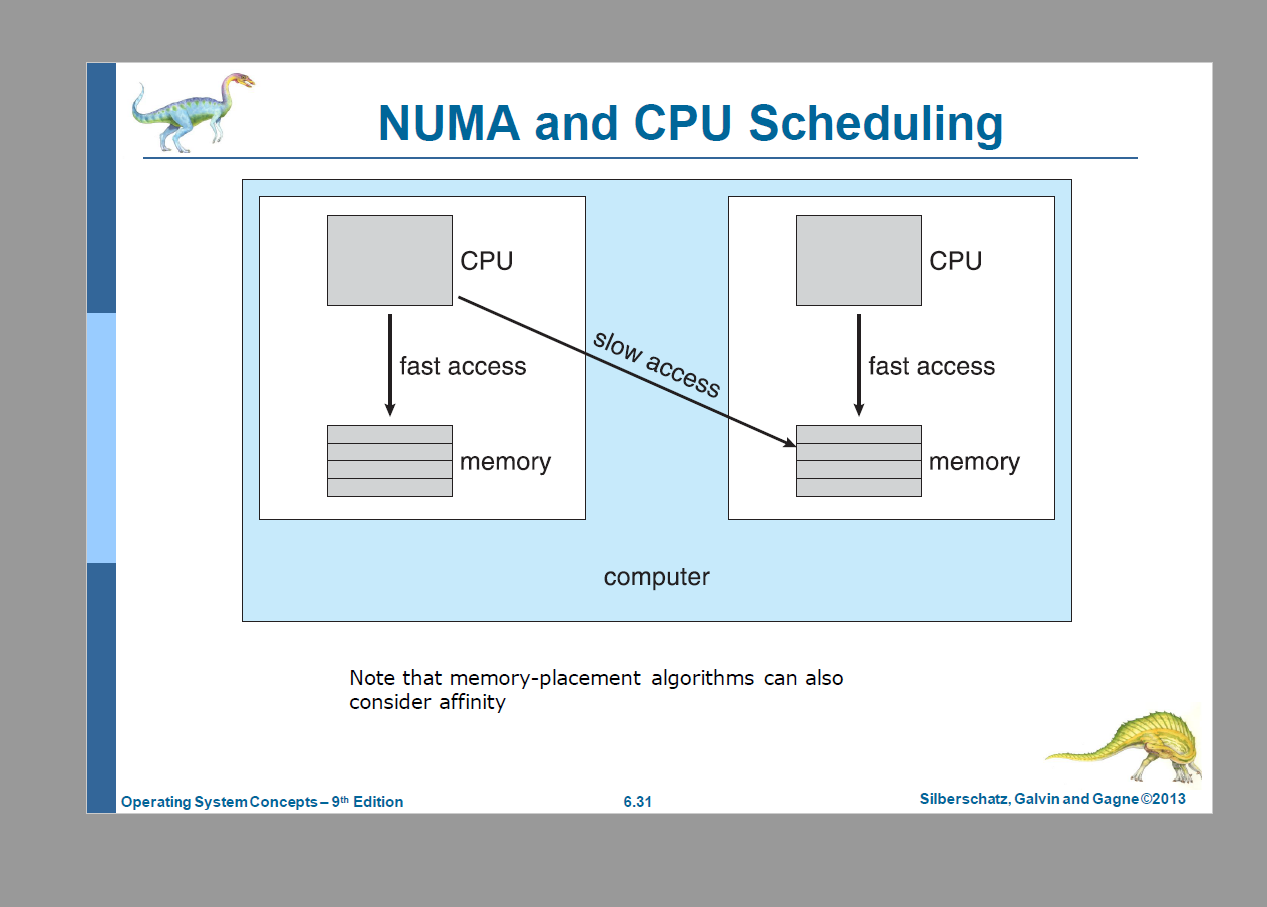 NUMA and CPU Scheduling
CPU
CPU
slow access
fast access
fast access
memory
memory
computer
Note that memory-placement algorithms can also
consider affinity
Operating System Concepts – 9th Edition
6.31
Silberschatz, Galvin and Gagne ©2013